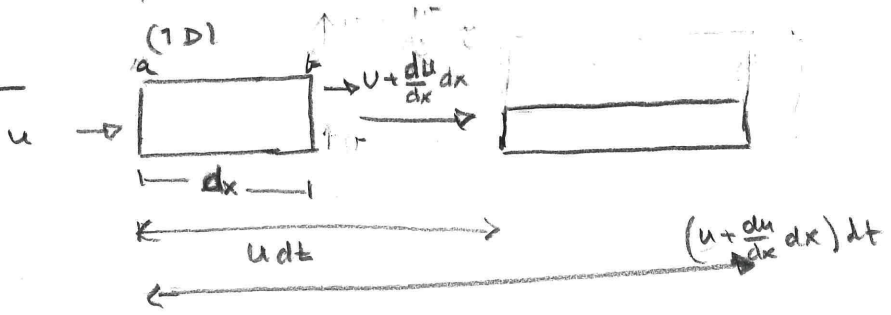 (1D)
a b
u U + du/dx dx
dx
u dt
(u + du/dx dx) dt